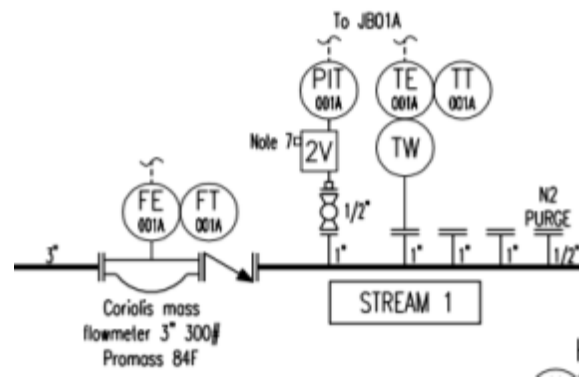 To JB01A
PIT
001A
TE
001A
TT
001A
Note 7
2V
TW
FE
001A
FT
001A
1/2"
N2
PURGE
3"
1"
1"
1"
1"
1/2"
Coriolis mass
flowmeter 3" 300#
Promass 84F
STREAM 1